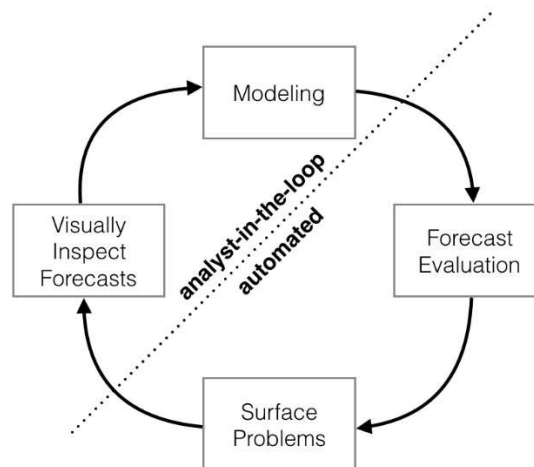 Modeling
analyst-in-the-loop
automated
Visually
Inspect
Forecasts
Forecast
Evaluation
Surface
Problems